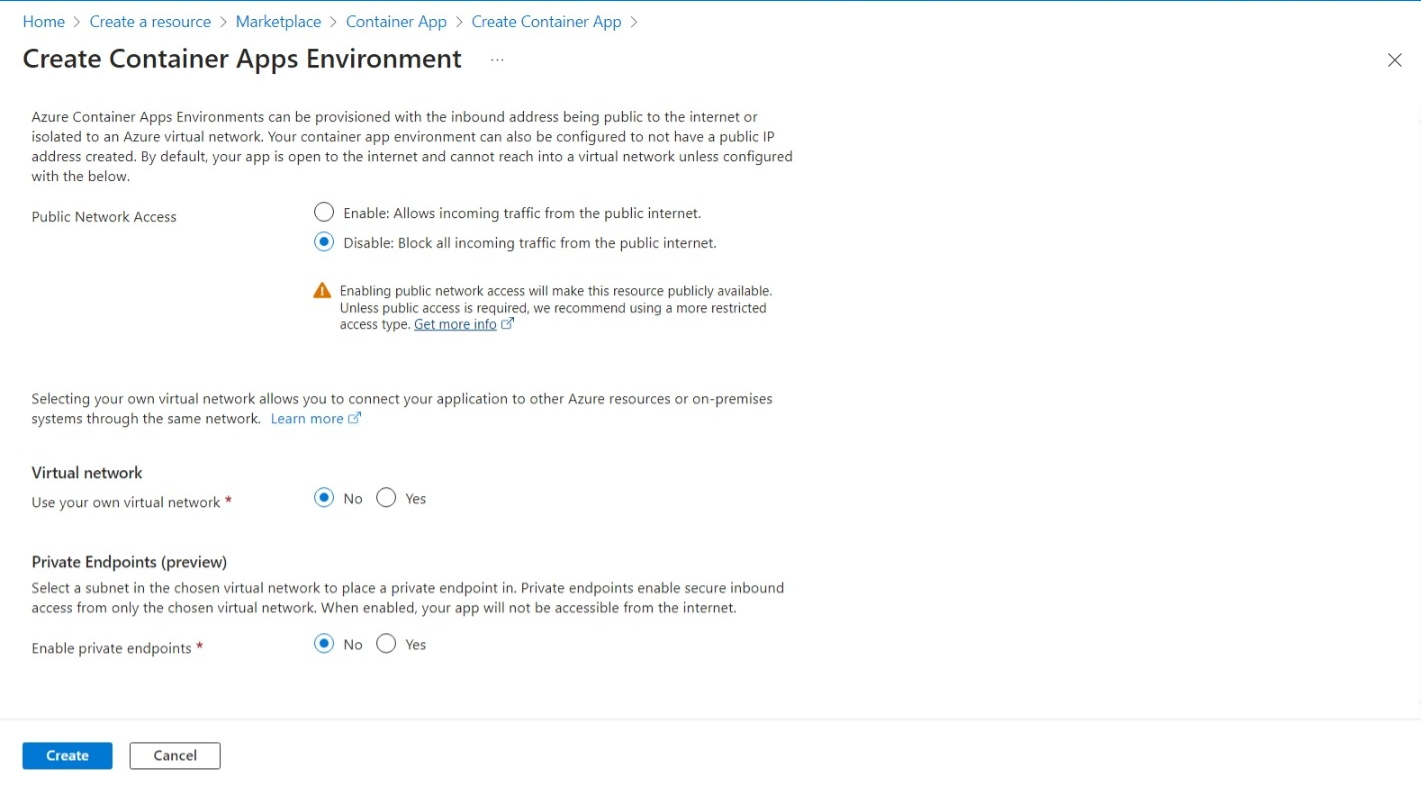 Home > Create a resource > Marketplace > Container App > Create Container App >
Create Container Apps Environment ...
Azure Container Apps Environments can be provisioned with the inbound address being public to the internet or
isolated to an Azure virtual network. Your container app environment can also be configured to not have a public IP
address created. By default, your app is open to the internet and cannot reach into a virtual network unless configured
with the below.
Public Network Access
Enable: Allows incoming traffic from the public internet.
Disable: Block all incoming traffic from the public internet.
Enabling public network access will make this resource publicly available.
Unless public access is required, we recommend using a more restricted
access type. Get more info
Selecting your own virtual network allows you to connect your application to other Azure resources or on-premises
systems through the same network. Learn more
Virtual network
Use your own virtual network * No Yes
Private Endpoints (preview)
Select a subnet in the chosen virtual network to place a private endpoint in. Private endpoints enable secure inbound
access from only the chosen virtual network. When enabled, your app will not be accessible from the internet.
Enable private endpoints * No Yes
Create Cancel